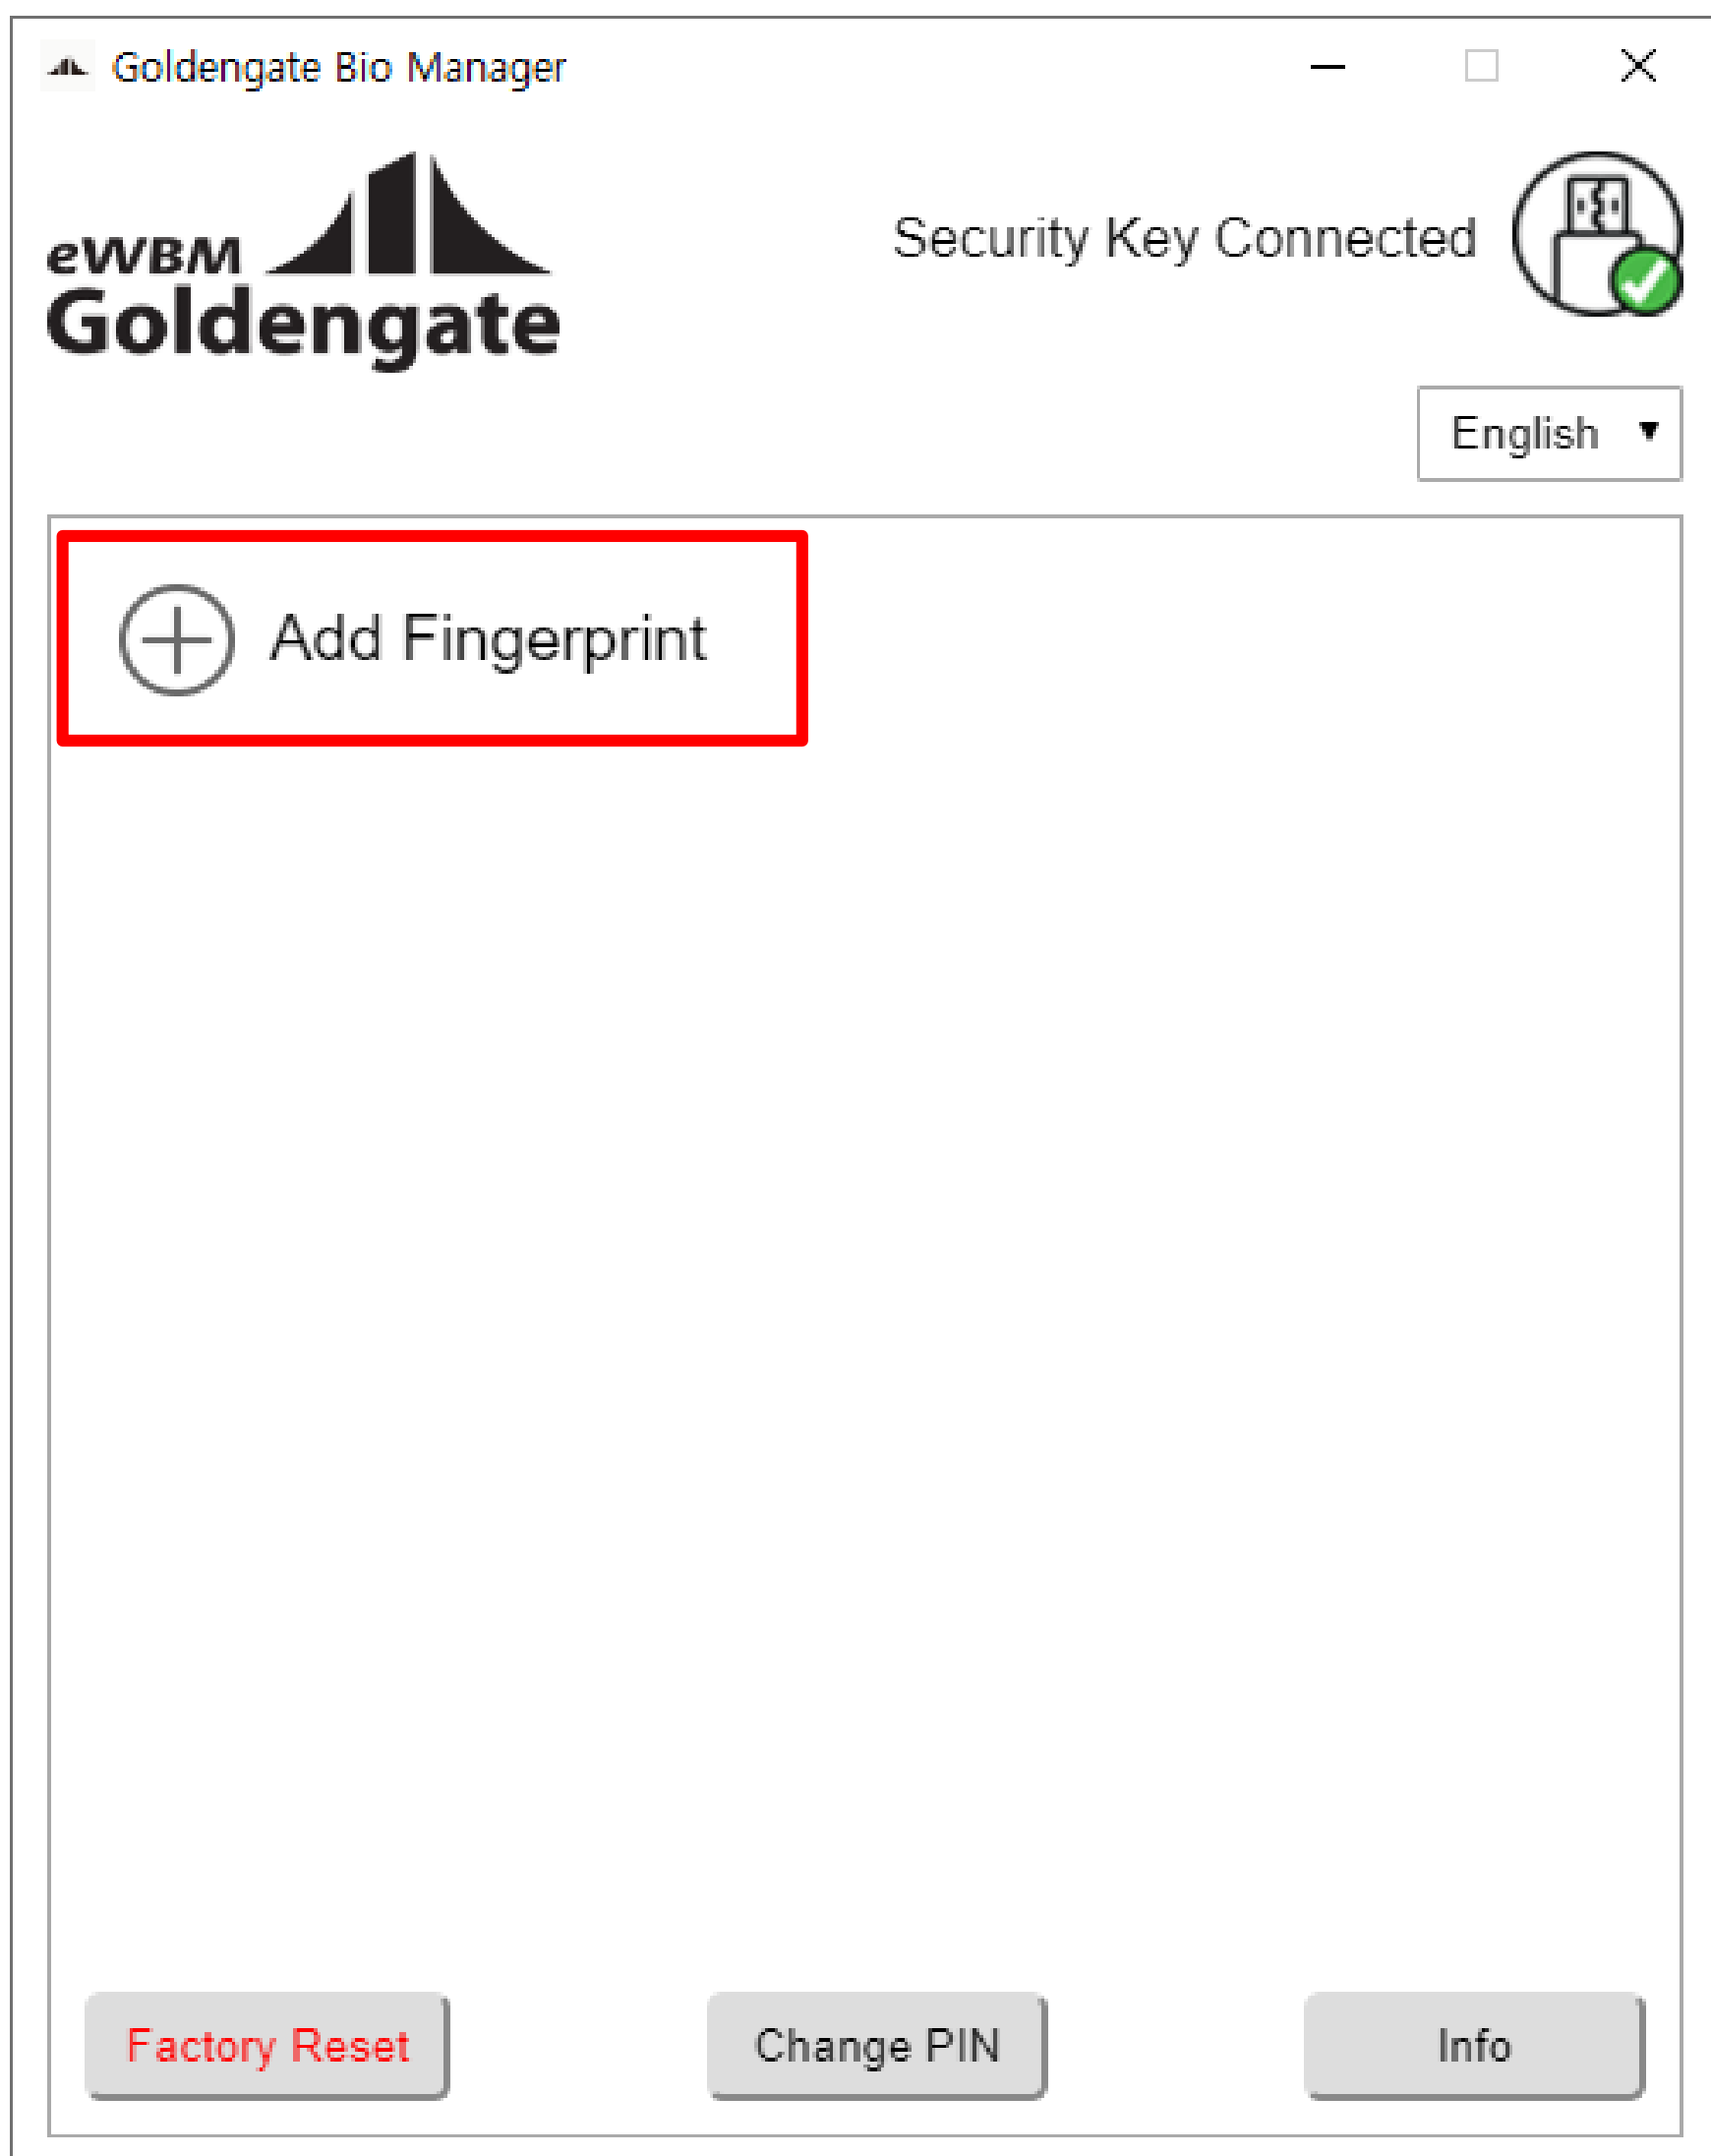 Goldengate Bio Manager
eWBM
Goldengate
Security Key Connected
English
Add Fingerprint
Factory Reset
Change PIN
Info